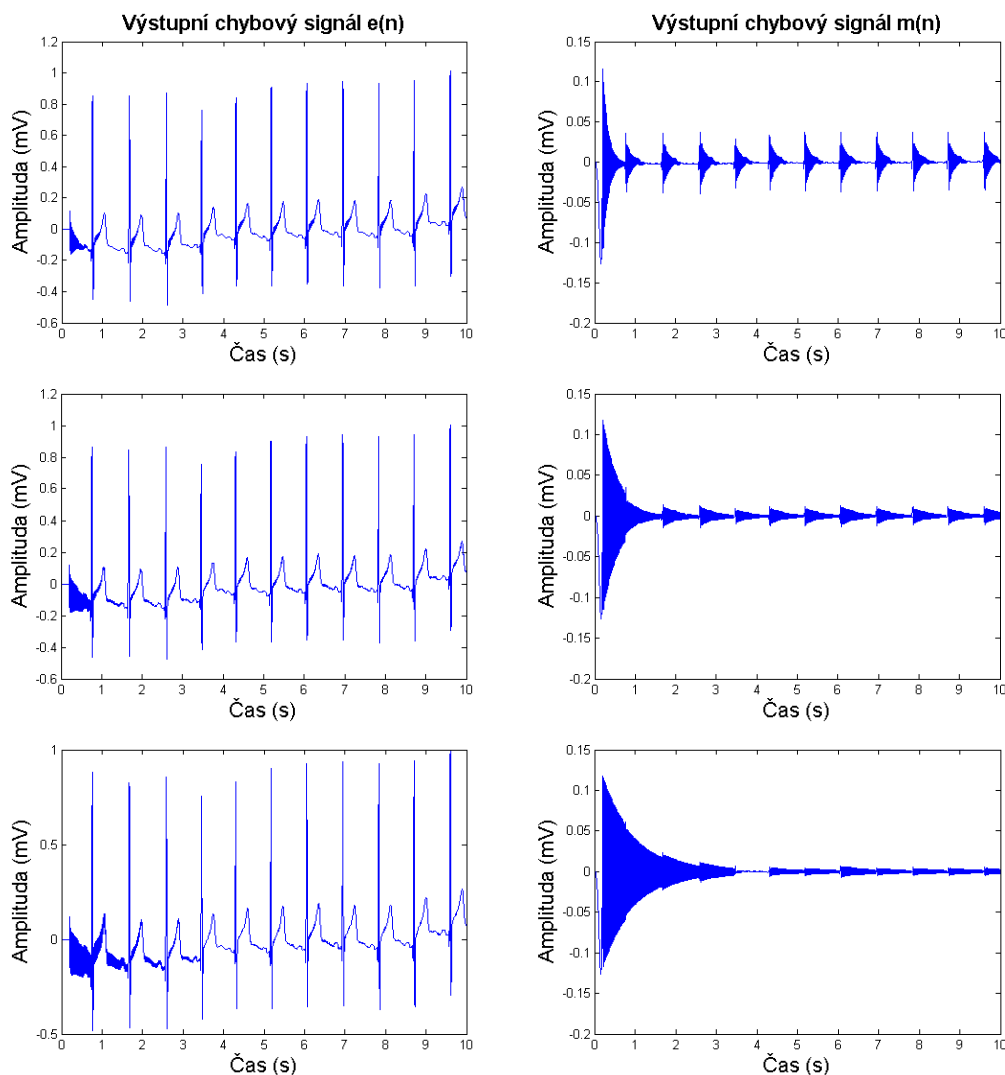 Výstupní chybový signál e(n)
Výstupní chybový signál m(n)
Amplituda (mV)
1.2
1
0.8
0.6
0.4
0.2
0
-0.2
-0.4
-0.6
0 1 2 3 4 5 6 7 8 9 10
Čas (s)
Amplituda (mV)
0.15
0.1
0.05
0
-0.05
-0.1
-0.15
-0.2
0 1 2 3 4 5 6 7 8 9 10
Čas (s)
Amplituda (mV)
1.2
1
0.8
0.6
0.4
0.2
0
-0.2
-0.4
-0.6
0 1 2 3 4 5 6 7 8 9 10
Čas (s)
Amplituda (mV)
0.15
0.1
0.05
0
-0.05
-0.1
-0.15
-0.2
0 1 2 3 4 5 6 7 8 9 10
Čas (s)
Amplituda (mV)
1
0.5
0
-0.5
0 1 2 3 4 5 6 7 8 9 10
Čas (s)
Amplituda (mV)
0.15
0.1
0.05
0
-0.05
-0.1
-0.15
-0.2
0 1 2 3 4 5 6 7 8 9 10
Čas (s)